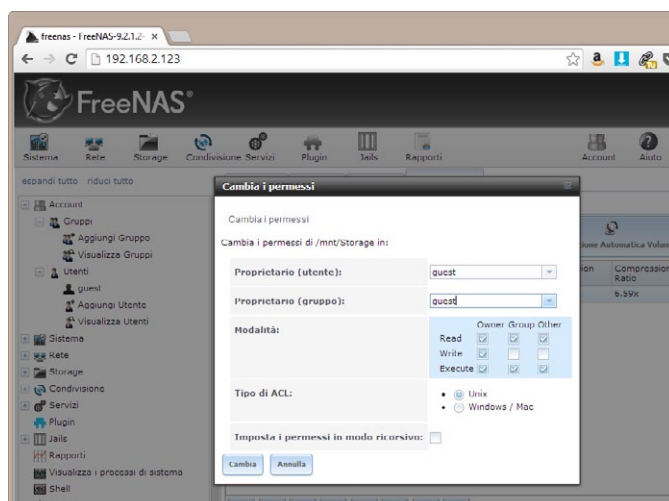 freenas - FreeNAS-9.2.1.2-
192.168.2.123
FreeNAS®
Sistema Rete Storage Condivisione Servizi Plugin Jails Rapporti Account Aiuto
espandi tutto riduci tutto
Account
Gruppi
Aggiungi Gruppo
Visualizza Gruppi
Utenti
guest
Aggiungi Utente
Visualizza Utenti
Sistema
Rete
Storage
Condivisione
Servizi
Plugin
Jails
Rapporti
Visualizza i processi di sistema
Shell
Cambia i permessi
Cambia i permessi
Cambia i permessi di /mnt/Storage in:
Proprietario (utente): guest
Proprietario (gruppo): guest
Modalità:
Owner Group Other
Read
Write
Execute
Tipo di ACL:
Unix
Windows / Mac
Imposta i permessi in modo ricorsivo:
Cambia Annulla
Automatica
Compression
Ratio
6.59x